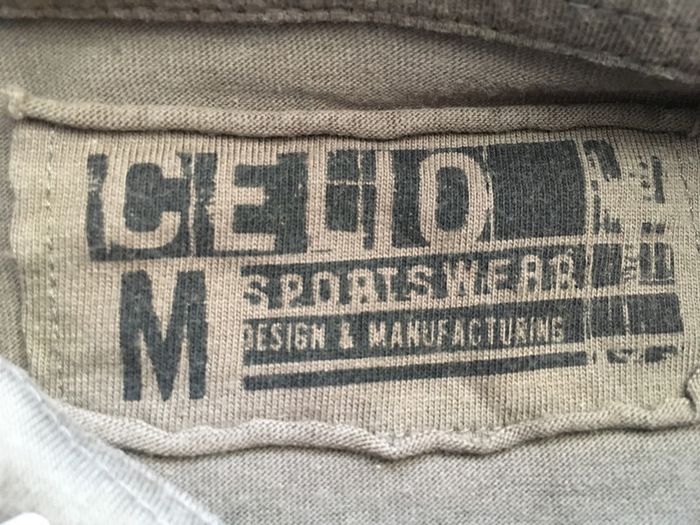 CELIO
M
SPORTSWEAR
DESIGN & MANUFACTURING